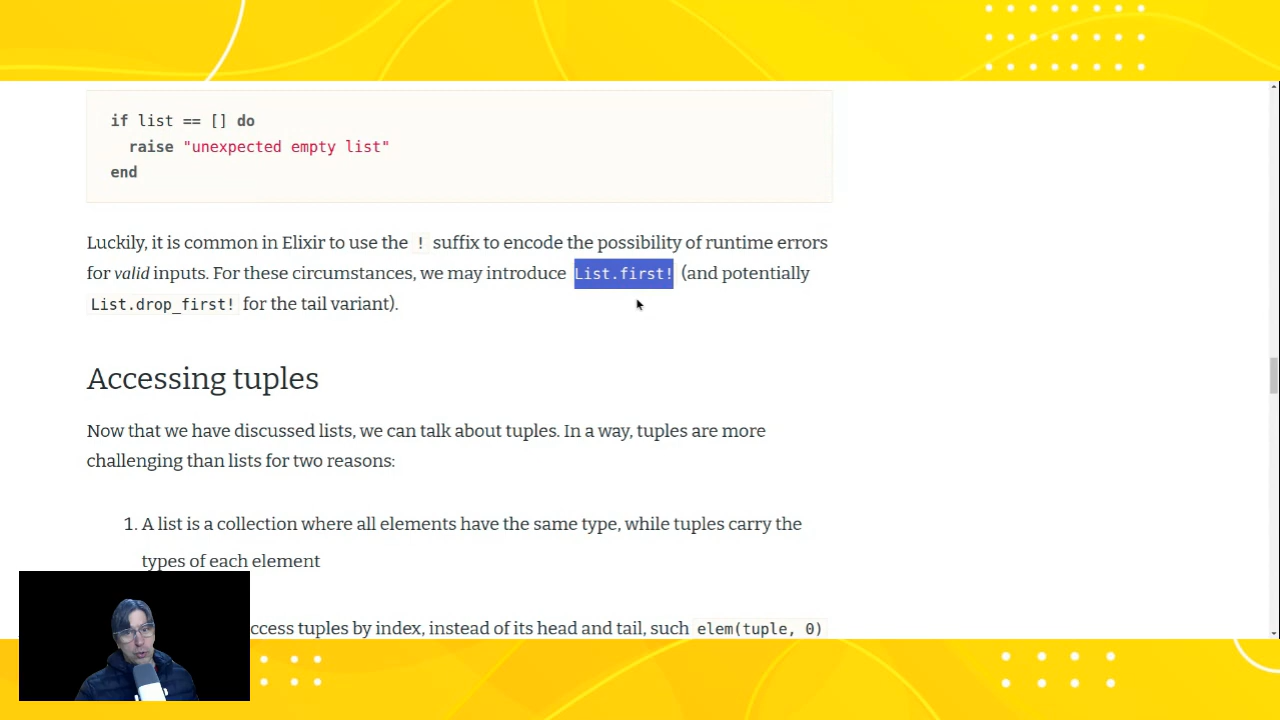 if list == [] do
raise "unexpected empty list"
end
Luckily, it is common in Elixir to use the ! suffix to encode the possibility of runtime errors
for valid inputs. For these circumstances, we may introduce List.first! (and potentially
List.drop_first! for the tail variant).
Accessing tuples
Now that we have discussed lists, we can talk about tuples. In a way, tuples are more
challenging than lists for two reasons:
1. A list is a collection where all elements have the same type, while tuples carry the
types of each element
ccess tuples by index, instead of its head and tail, such elem(tuple, 0)